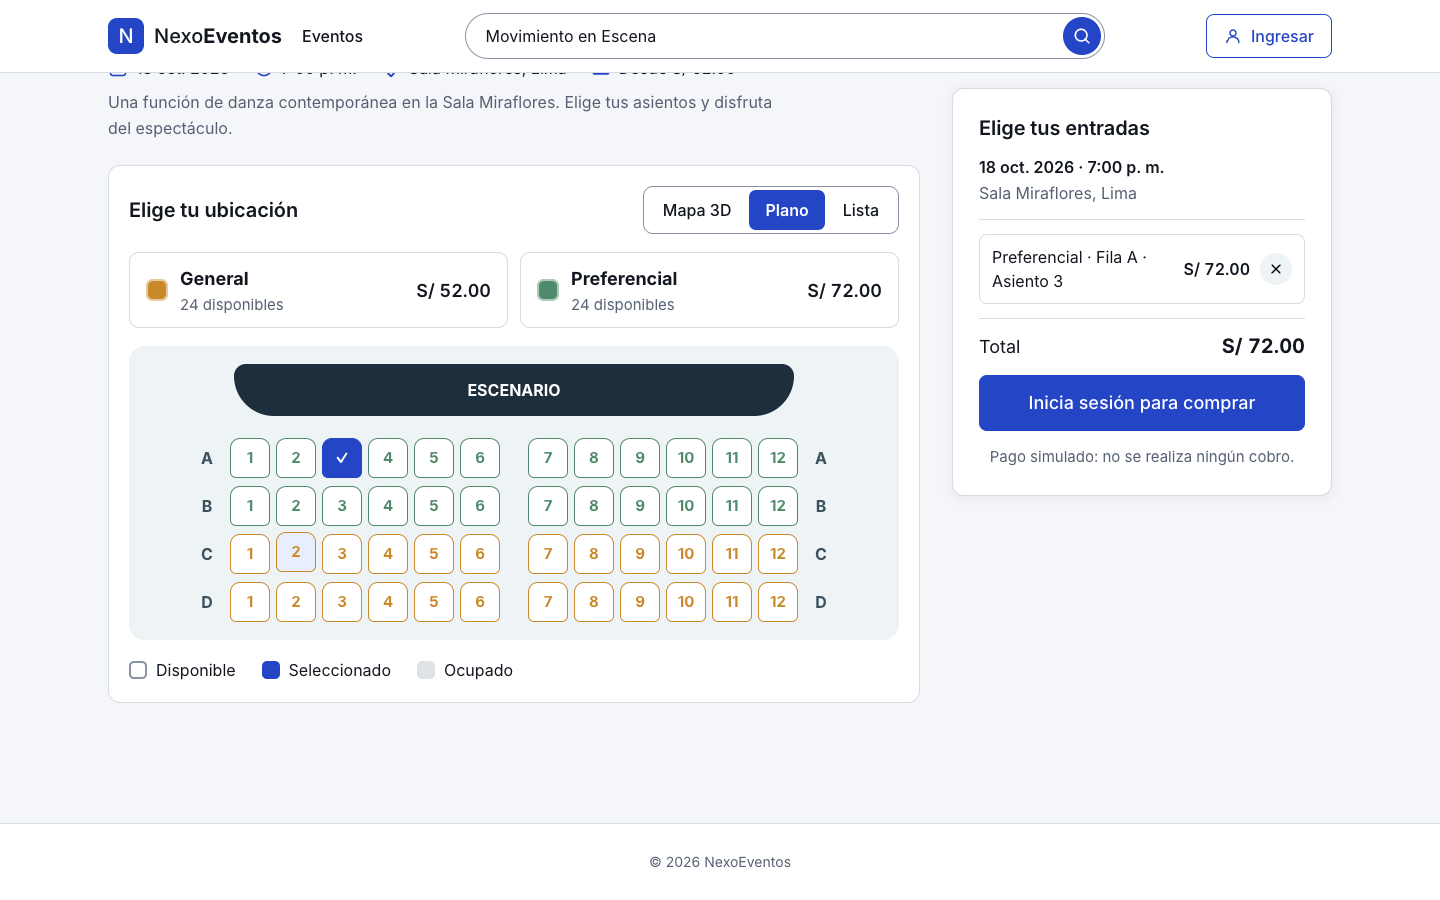 N NexoEventos Eventos Movimiento en Escena Ingresar
Una función de danza contemporánea en la Sala Miraflores. Elige tus asientos y disfruta
del espectáculo.
Elige tu ubicación
Mapa 3D Plano Lista
General
24 disponibles
S/ 52.00
Preferencial
24 disponibles
S/ 72.00
ESCENARIO
A 1 2 4 5 6 7 8 9 10 11 12 A
B 1 2 3 4 5 6 7 8 9 10 11 12 B
C 1 2 3 4 5 6 7 8 9 10 11 12 C
D 1 2 3 4 5 6 7 8 9 10 11 12 D
Disponible Seleccionado Ocupado
Elige tus entradas
18 oct. 2026 · 7:00 p. m.
Sala Miraflores, Lima
Preferencial · Fila A ·
Asiento 3
S/ 72.00
Total S/ 72.00
Inicia sesión para comprar
Pago simulado: no se realiza ningún cobro.
© 2026 NexoEventos